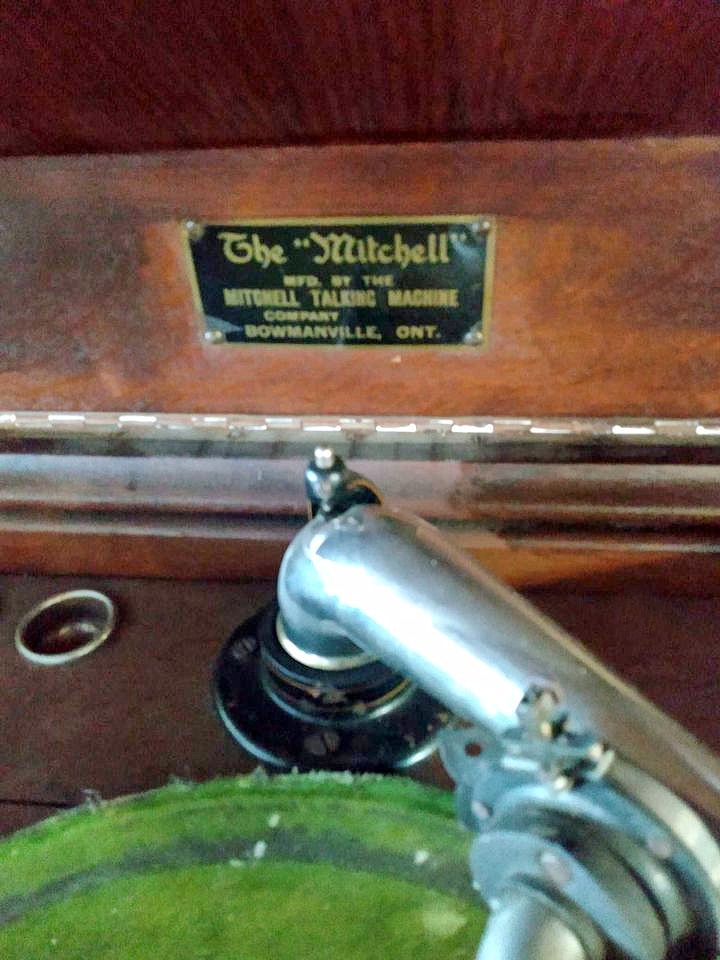 The "Mitchell"
MFD. BY THE
MITCHELL TALKING MACHINE
COMPANY
BOWMANVILLE, ONT.